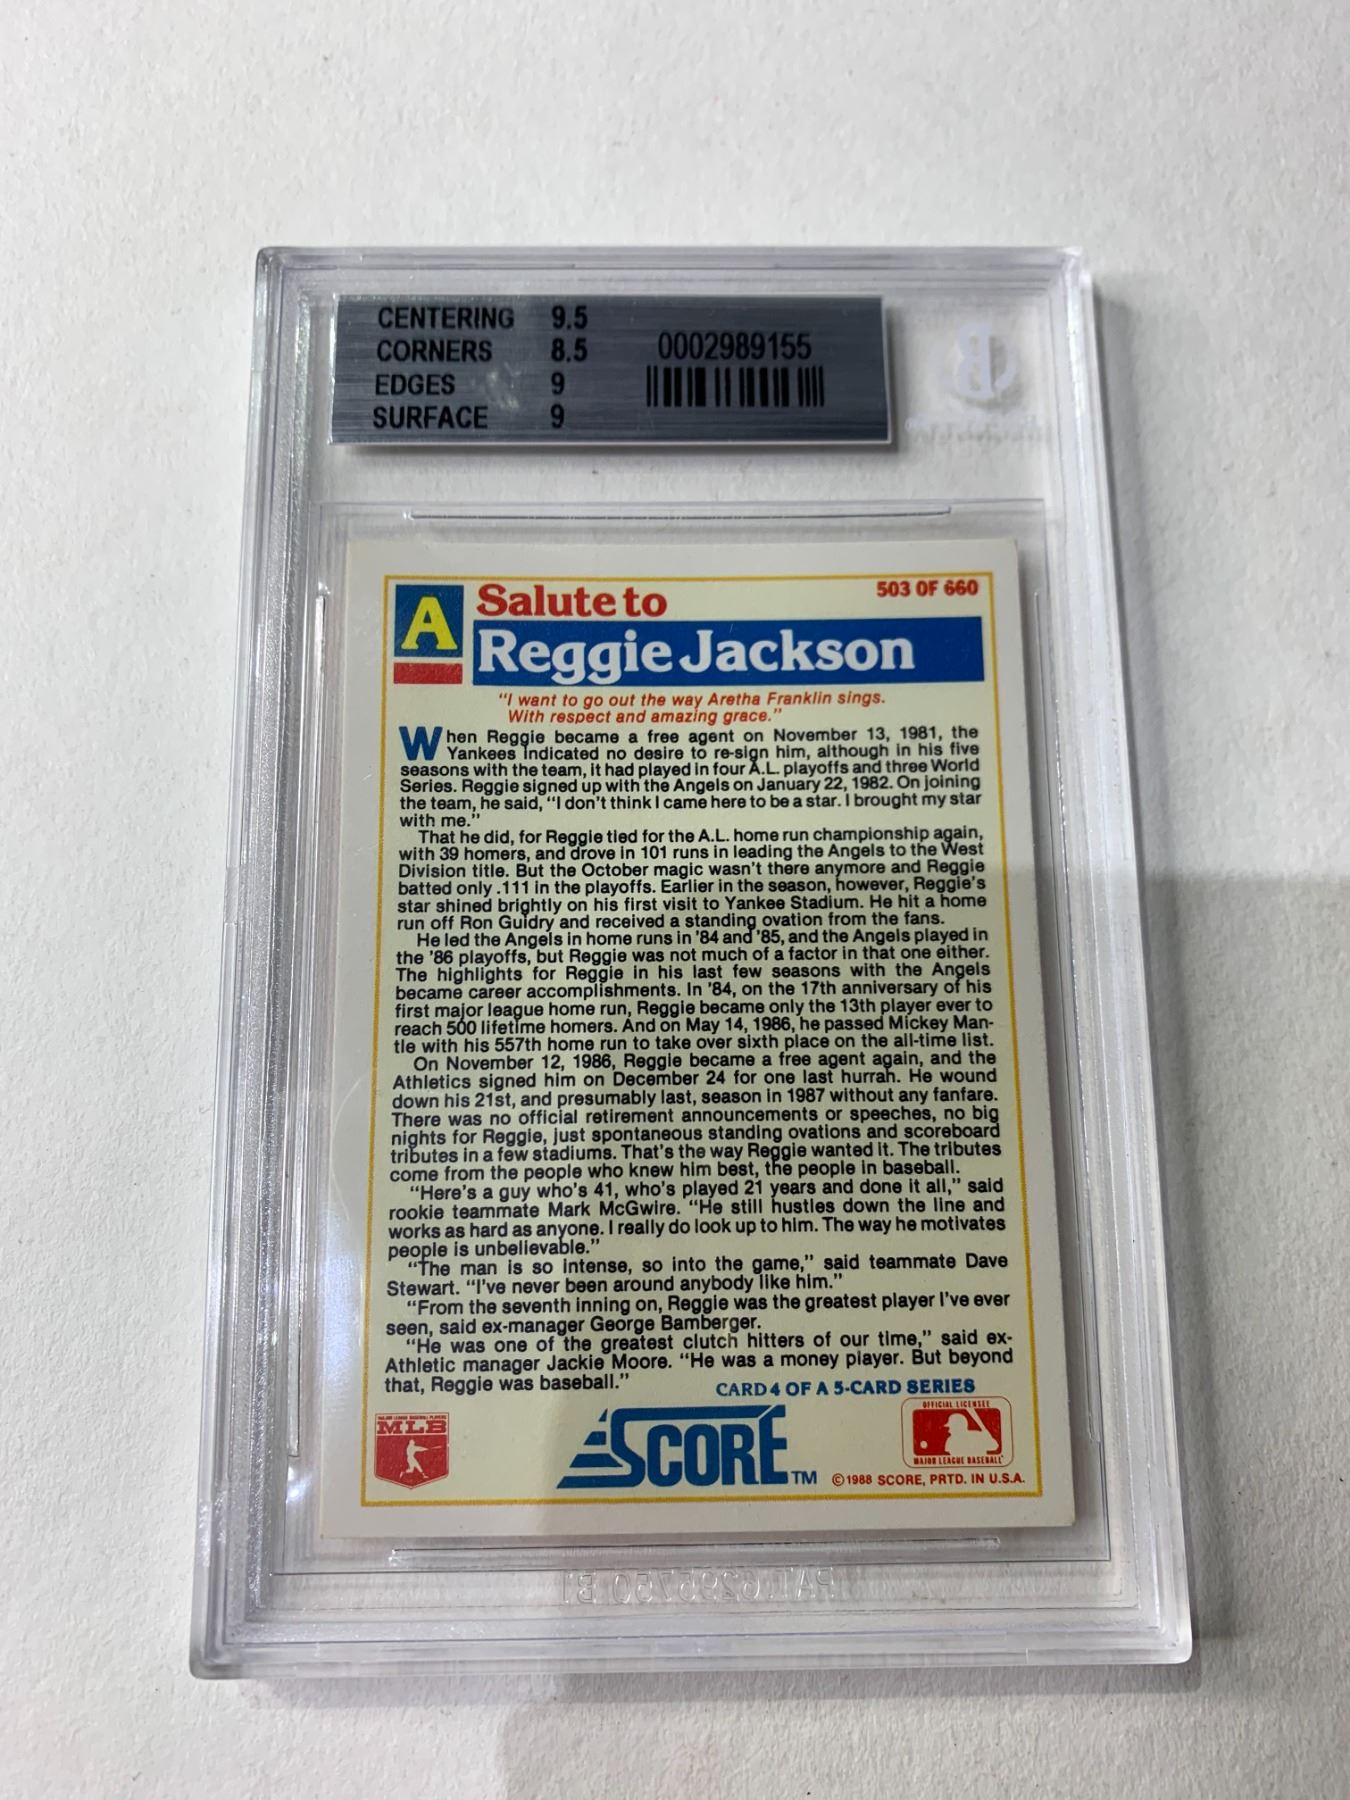 CENTERING 9.5
CORNERS 8.5
EDGES 9
SURFACE 9
0002989155
A
Salute to
503 OF 660
Reggie Jackson
"I want to go out the way Aretha Franklin sings.
With respect and amazing grace."
When Reggie became a free agent on November 13, 1981, the
Yankees indicated no desire to re-sign him, although in his five
seasons with the team, it had played in four A.L. playoffs and three World
Series. Reggie signed up with the Angels on January 22, 1982. On joining
the team, he said, "I don't think I came here to be a star. I brought my star
with me."
That he did, for Reggie tied for the A.L. home run championship again,
with 39 homers, and drove in 101 runs in leading the Angels to the West
Division title. But the October magic wasn't there anymore and Reggie
batted only .111 in the playoffs. Earlier in the season, however, Reggie's
star shined brightly on his first visit to Yankee Stadium. He hit a home
run off Ron Guidry and received a standing ovation from the fans.
He led the Angels in home runs in '84 and '85, and the Angels played in
the '86 playoffs, but Reggie was not much of a factor in that one either.
The highlights for Reggie in his last few seasons with the Angels
became career accomplishments. In '84, on the 17th anniversary of his
first major league home run, Reggie became only the 13th player ever to
reach 500 lifetime homers. And on May 14, 1986, he passed Mickey Man-
tle with his 557th home run to take over sixth place on the all-time list.
On November 12, 1986, Reggie became a free agent again, and the
Athletics signed him on December 24 for one last hurrah. He wound
down his 21st, and presumably last, season in 1987 without any fanfare.
There was no official retirement announcements or speeches, no big
nights for Reggie, just spontaneous standing ovations and scoreboard
tributes in a few stadiums. That's the way Reggie wanted it. The tributes
come from the people who knew him best, the people in baseball.
"Here's a guy who's 41, who's played 21 years and done it all," said
rookie teammate Mark McGwire. "He still hustles down the line and
works as hard as anyone. I really do look up to him. The way he motivates
people is unbelievable."
"The man is so intense, so into the game," said teammate Dave
Stewart. "I've never been around anybody like him."
"From the seventh inning on, Reggie was the greatest player I've ever
seen, said ex-manager George Bamberger.
"He was one of the greatest clutch hitters of our time," said ex-
Athletic manager Jackie Moore. "He was a money player. But beyond
that, Reggie was baseball."
CARD 4 OF A 5-CARD SERIES
MAJOR LEAGUE BASEBALL PLAYERS
MLB
SCORE TM
OFFICIAL LICENSEE
MAJOR LEAGUE BASEBALL
©1988 SCORE, PRTD. IN U.S.A.
PAT. 6295750 B1